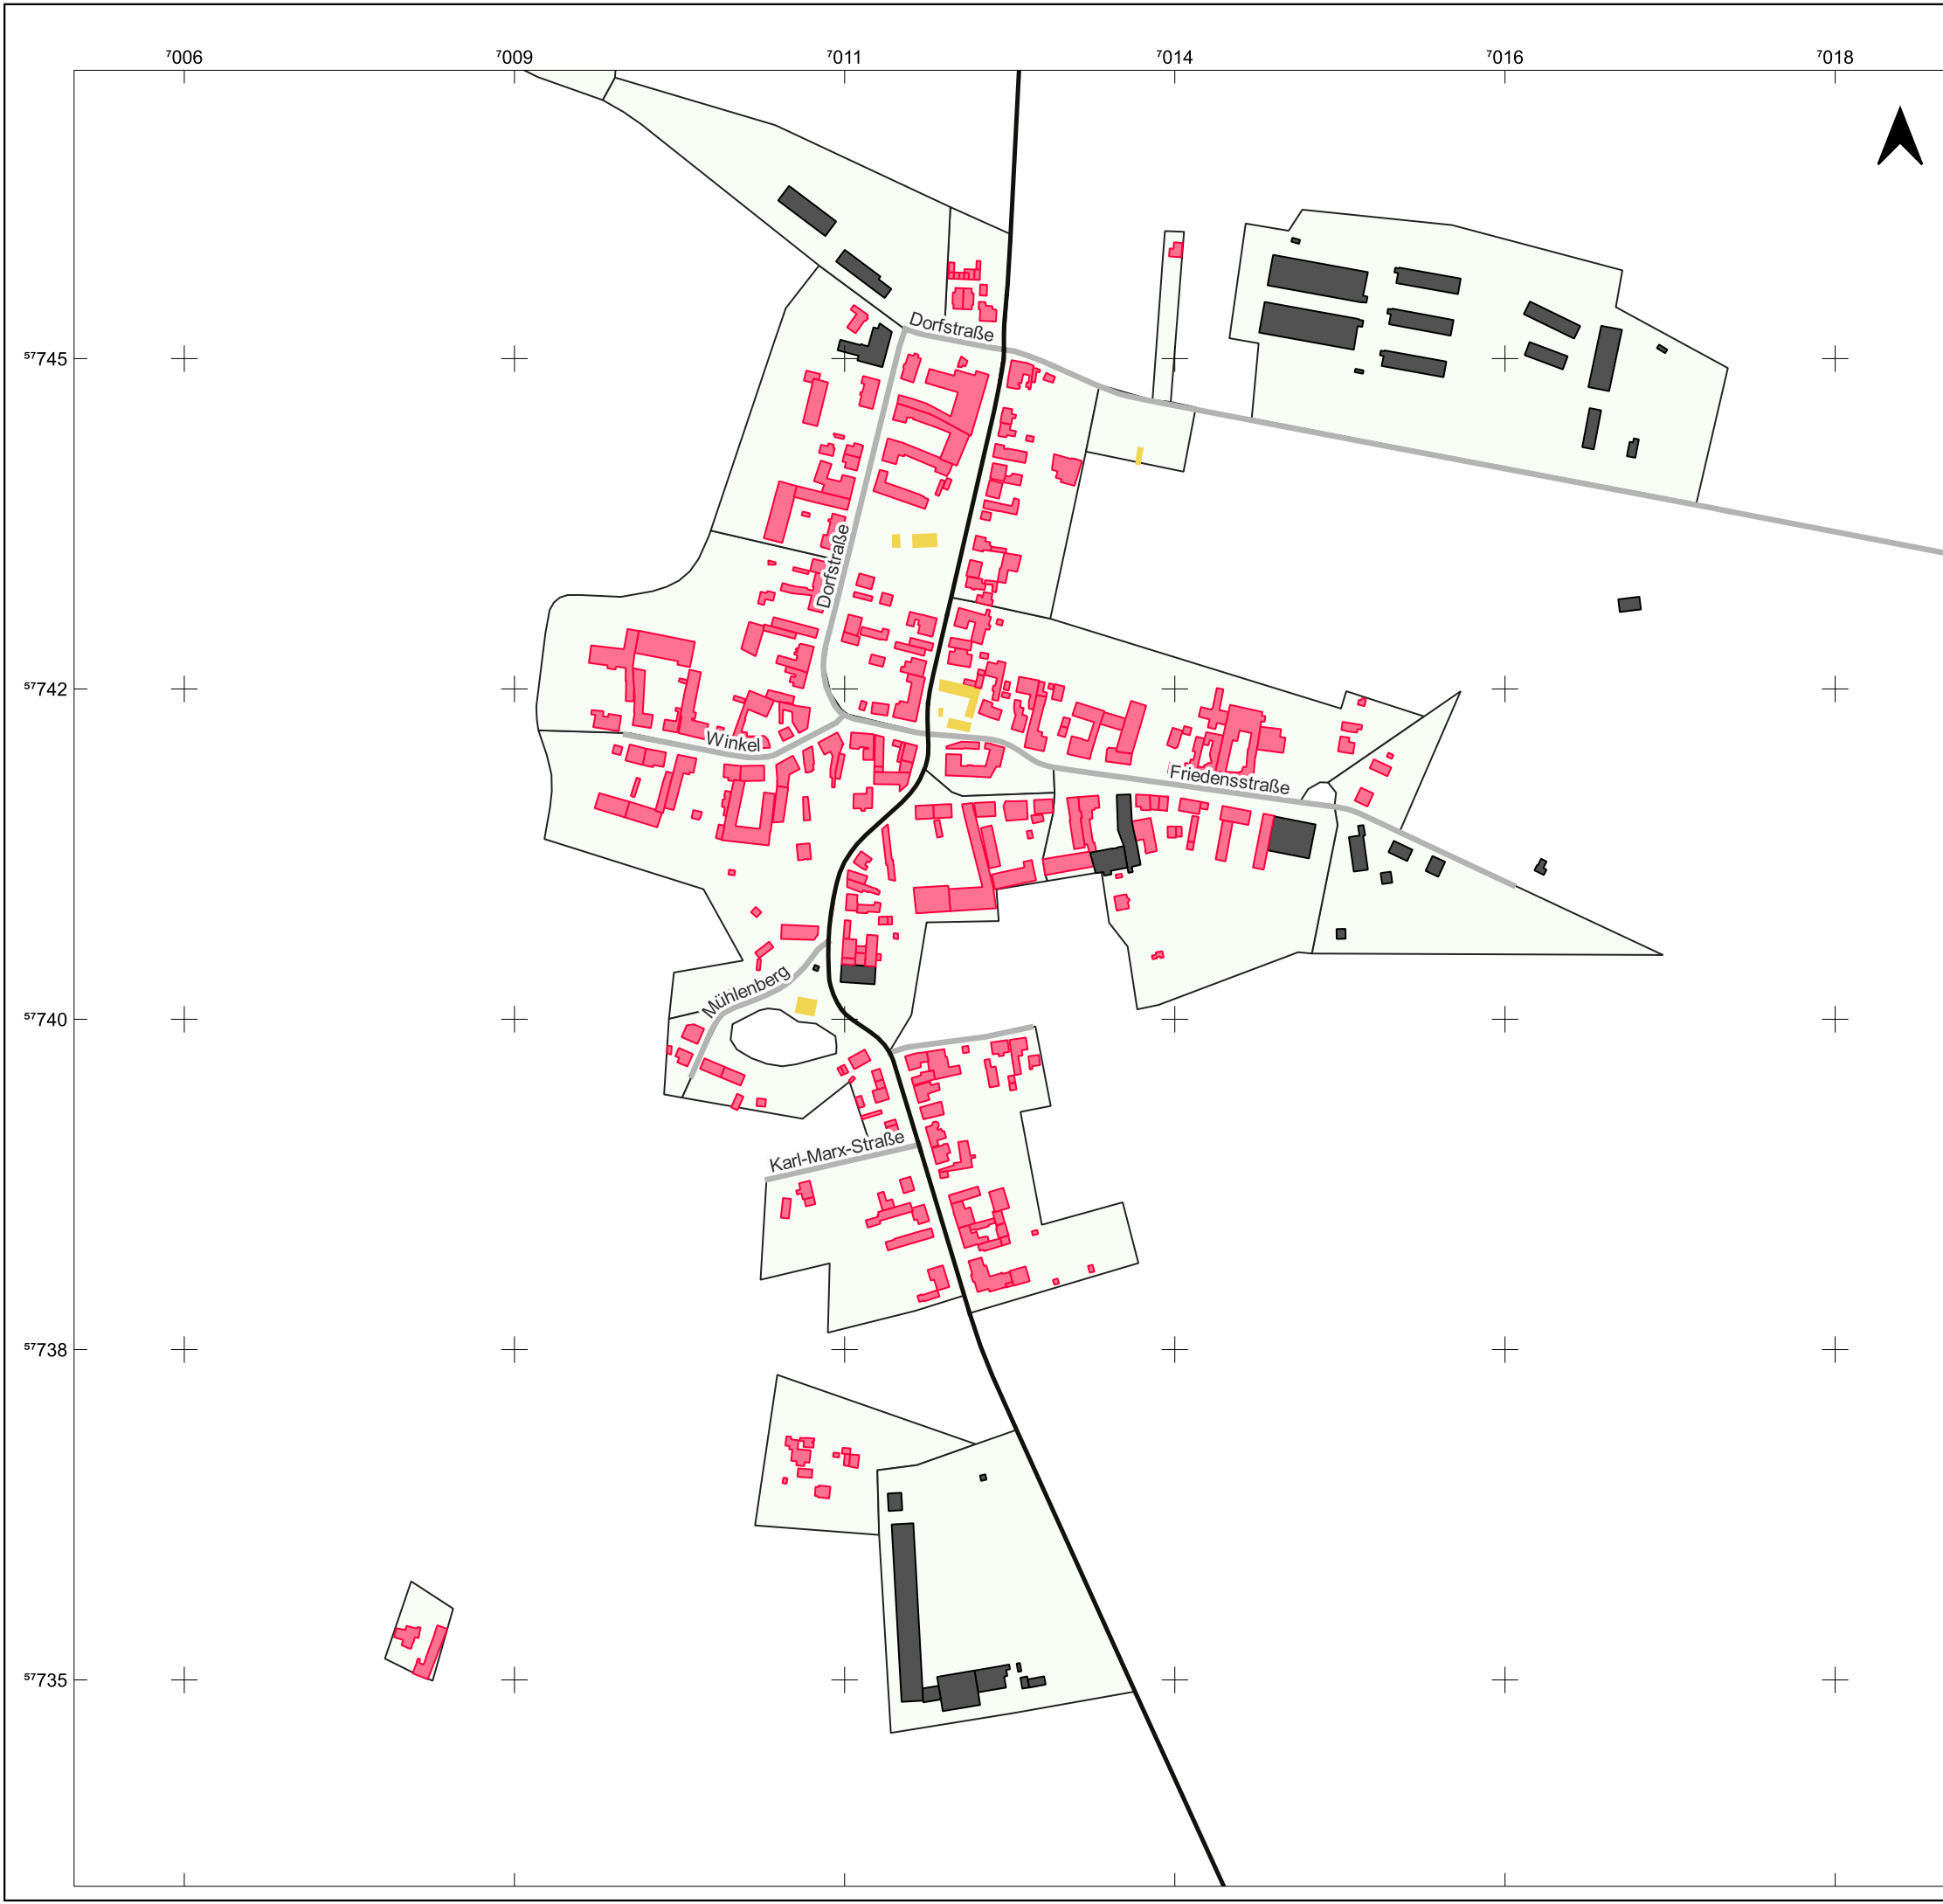 7006 7009 7011 7014 7016 7018
Dorfstraße
57745
Dorfstraße
57742
Winkel
Friedensstraße
Mühlenberg
57740
Karl-Marx-Straße
57738
57735